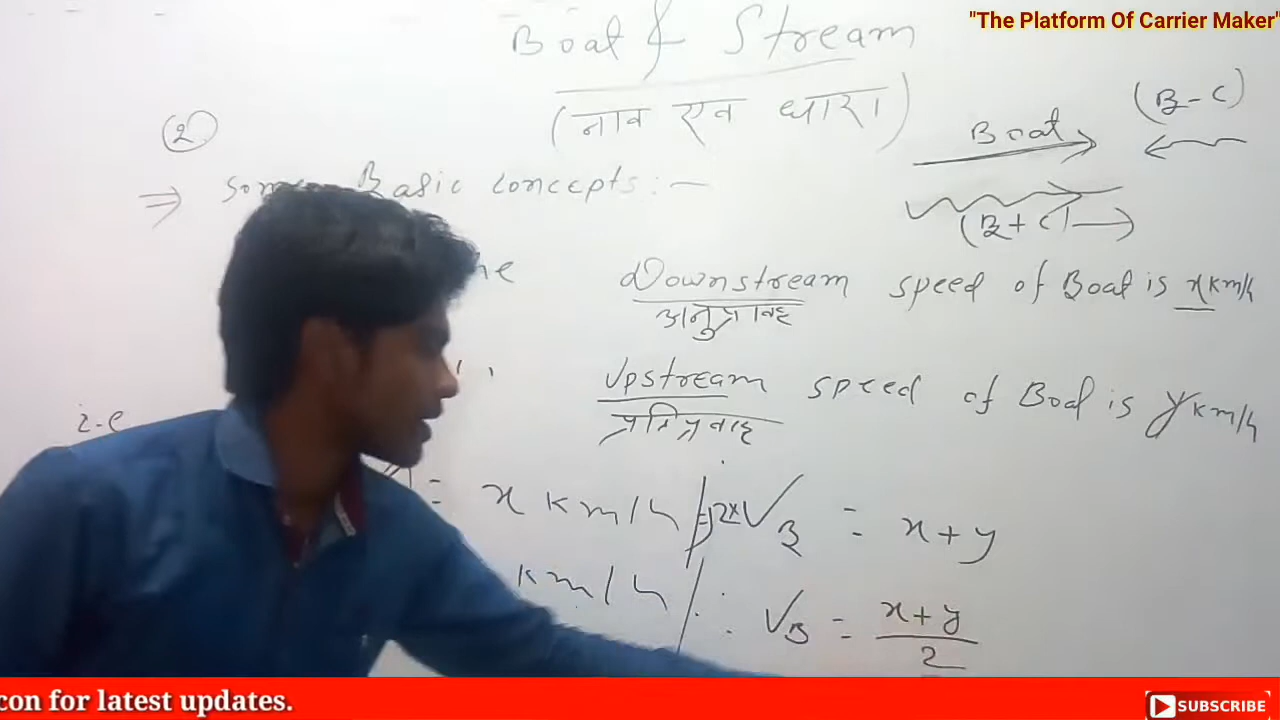 "The Platform Of Carrier Maker"
Boat & Stream
(नाव एव धारा)
(B-C)
Boat
(B+C)
(2)
⇒ Some Basic concepts:-
Downstream speed of Boat is x km/h
अनुप्रवाह
Upstream speed of Boat is y km/h
प्रतिप्रवाह
i.e
= x km/h 2×VB = x+y
km/h ∴ VB = x+y/2
con for latest updates.
SUBSCRIBE